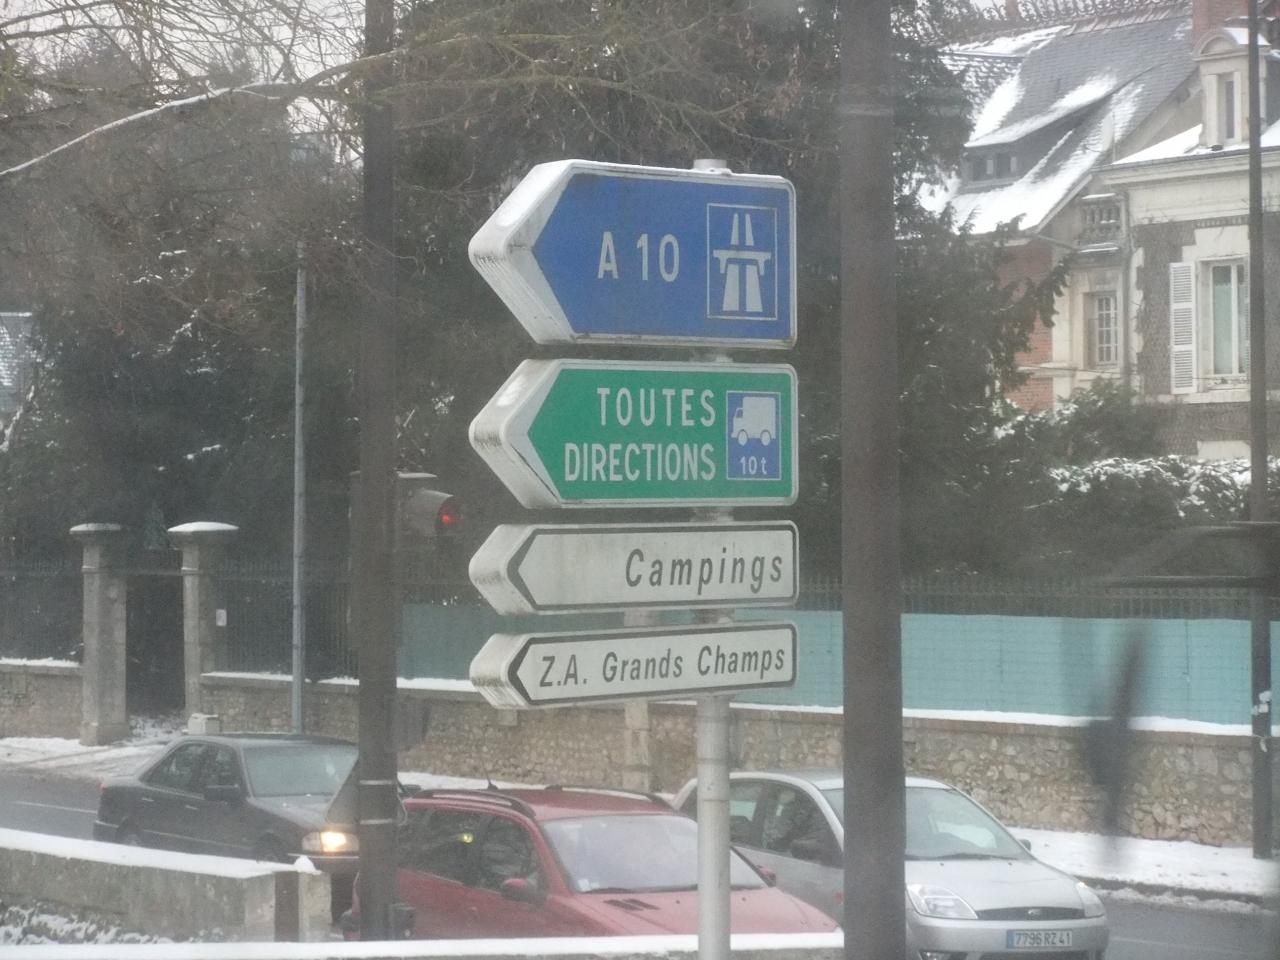 A 10
TOUTES
DIRECTIONS
10 t
Campings
Z.A. Grands Champs
7796 RZ 41